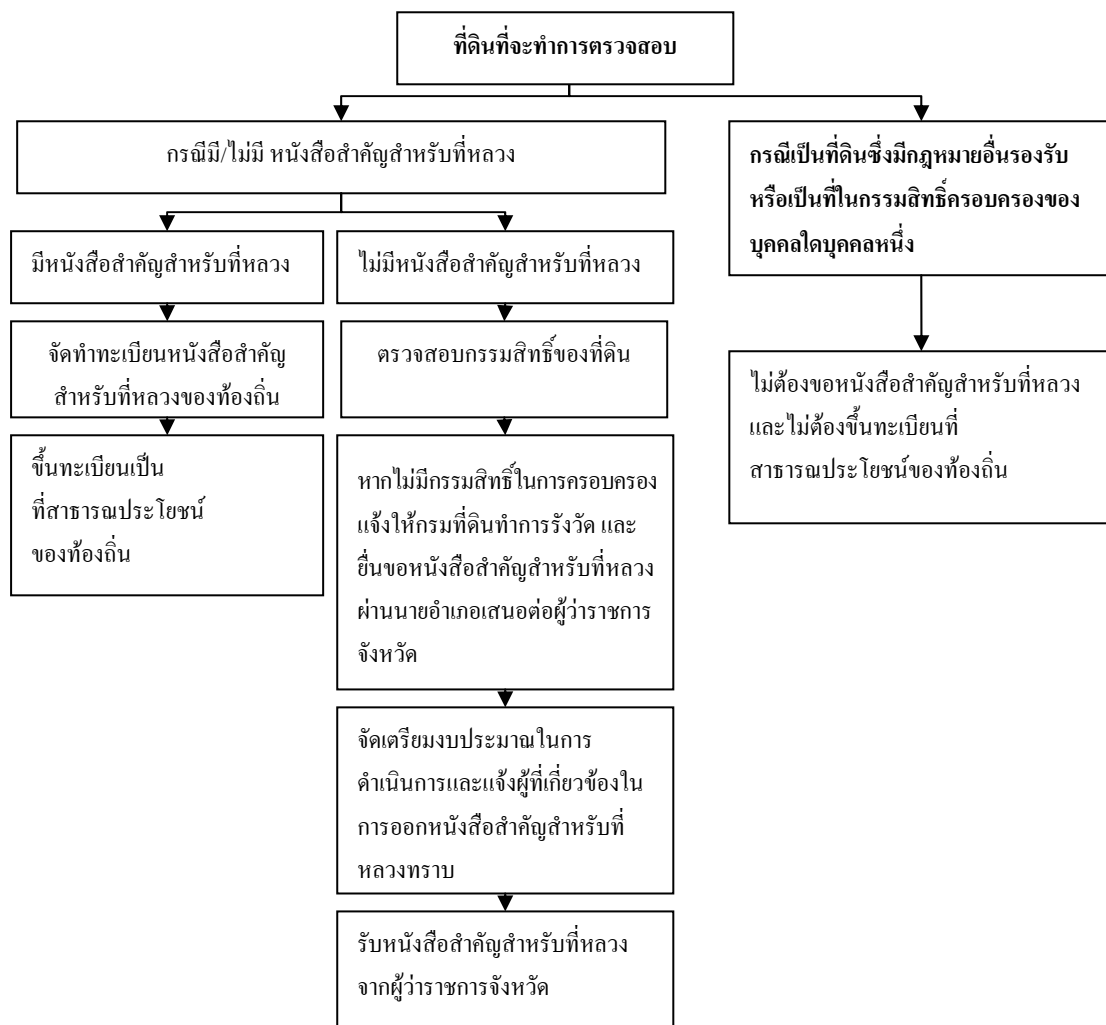 ที่ดินที่จะทำการตรวจสอบ
กรณีมี/ไม่มี หนังสือสำคัญสำหรับที่หลวง
กรณีเป็นที่ดินซึ่งมีกฎหมายอื่นรองรับ
หรือเป็นที่ในกรรมสิทธิ์ครอบครองของ
บุคคลใดบุคคลหนึ่ง
มีหนังสือสำคัญสำหรับที่หลวง
ไม่มีหนังสือสำคัญสำหรับที่หลวง
จัดทำทะเบียนหนังสือสำคัญ
สำหรับที่หลวงของท้องถิ่น
ตรวจสอบกรรมสิทธิ์ของที่ดิน
ไม่ต้องขอหนังสือสำคัญสำหรับที่หลวง
และไม่ต้องขึ้นทะเบียนที่
สาธารณประโยชน์ของท้องถิ่น
ขึ้นทะเบียนเป็น
ที่สาธารณประโยชน์
ของท้องถิ่น
หากไม่มีกรรมสิทธิ์ในการครอบครอง
แจ้งให้กรมที่ดินทำการรังวัด และ
ยื่นขอหนังสือสำคัญสำหรับที่หลวง
ผ่านนายอำเภอเสนอต่อผู้ว่าราชการ
จังหวัด
จัดเตรียมงบประมาณในการ
ดำเนินการและแจ้งผู้ที่เกี่ยวข้องใน
การออกหนังสือสำคัญสำหรับที่
หลวงทราบ
รับหนังสือสำคัญสำหรับที่หลวง
จากผู้ว่าราชการจังหวัด